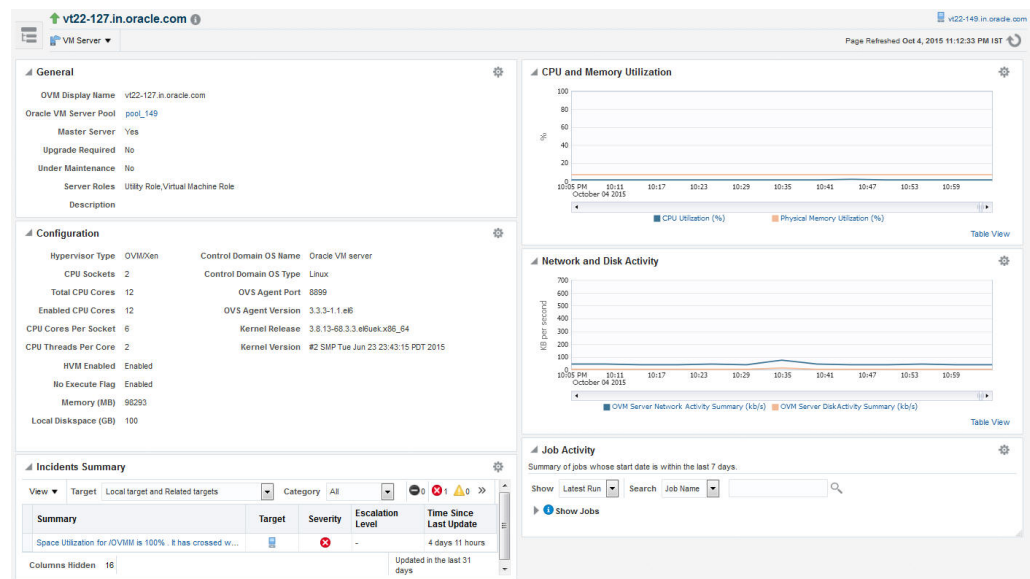 vt22-127.in.oracle.com
vt22-149.in.oracle.com
VM Server
Page Refreshed Oct 4, 2015 11:12:33 PM IST
General
OVM Display Name vt22-127.in.oracle.com
Oracle VM Server Pool pool_149
Master Server Yes
Upgrade Required No
Under Maintenance No
Server Roles Utility Role,Virtual Machine Role
Description
Configuration
Hypervisor Type OVM/Xen Control Domain OS Name Oracle VM server
CPU Sockets 2 Control Domain OS Type Linux
Total CPU Cores 12 OVS Agent Port 8899
Enabled CPU Cores 12 OVS Agent Version 3.3.3-1.1.el6
CPU Cores Per Socket 6 Kernel Release 3.8.13-68.3.3.el6uek.x86_64
CPU Threads Per Core 2 Kernel Version #2 SMP Tue Jun 23 23:43:15 PDT 2015
HVM Enabled Enabled
No Execute Flag Enabled
Memory (MB) 98293
Local Diskspace (GB) 100
Incidents Summary
View Target Local target and Related targets Category All 0 1 0 »
Summary Target Severity Escalation Level Time Since Last Update
Space Utilization for /OVMM is 100% . It has crossed w... - 4 days 11 hours
Columns Hidden 16 Updated in the last 31 days
CPU and Memory Utilization
100
80
60
40
20
0
%
10:05 PM 10:11 10:17 10:23 10:29 10:35 10:41 10:47 10:53 10:59
October 04 2015
CPU Utilization (%) Physical Memory Utilization (%)
Table View
Network and Disk Activity
700
600
500
400
300
200
100
0
KB per second
10:05 PM 10:11 10:17 10:23 10:29 10:35 10:41 10:47 10:53 10:59
October 04 2015
OVM Server Network Activity Summary (kb/s) OVM Server DiskActivity Summary (kb/s)
Table View
Job Activity
Summary of jobs whose start date is within the last 7 days.
Show Latest Run Search Job Name
Show Jobs